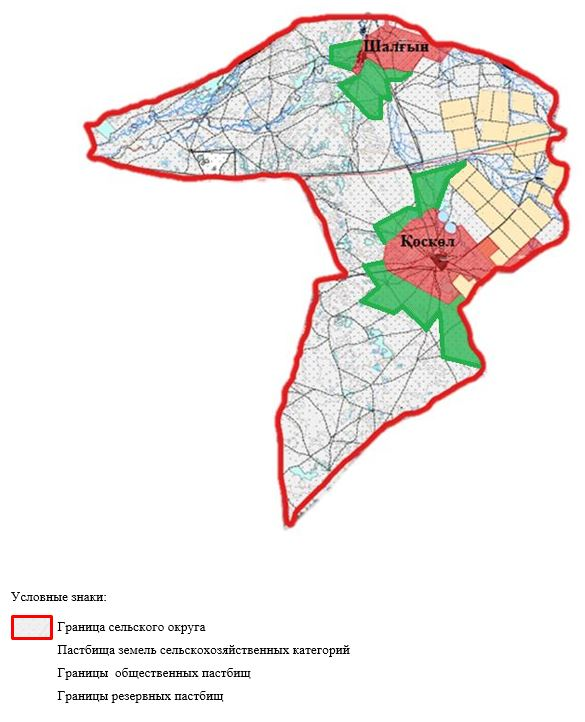 Шалғын
Қоскөл
Условные знаки:
Граница сельского округа
Пастбища земель сельскохозяйственных категорий
Границы общественных пастбищ
Границы резервных пастбищ